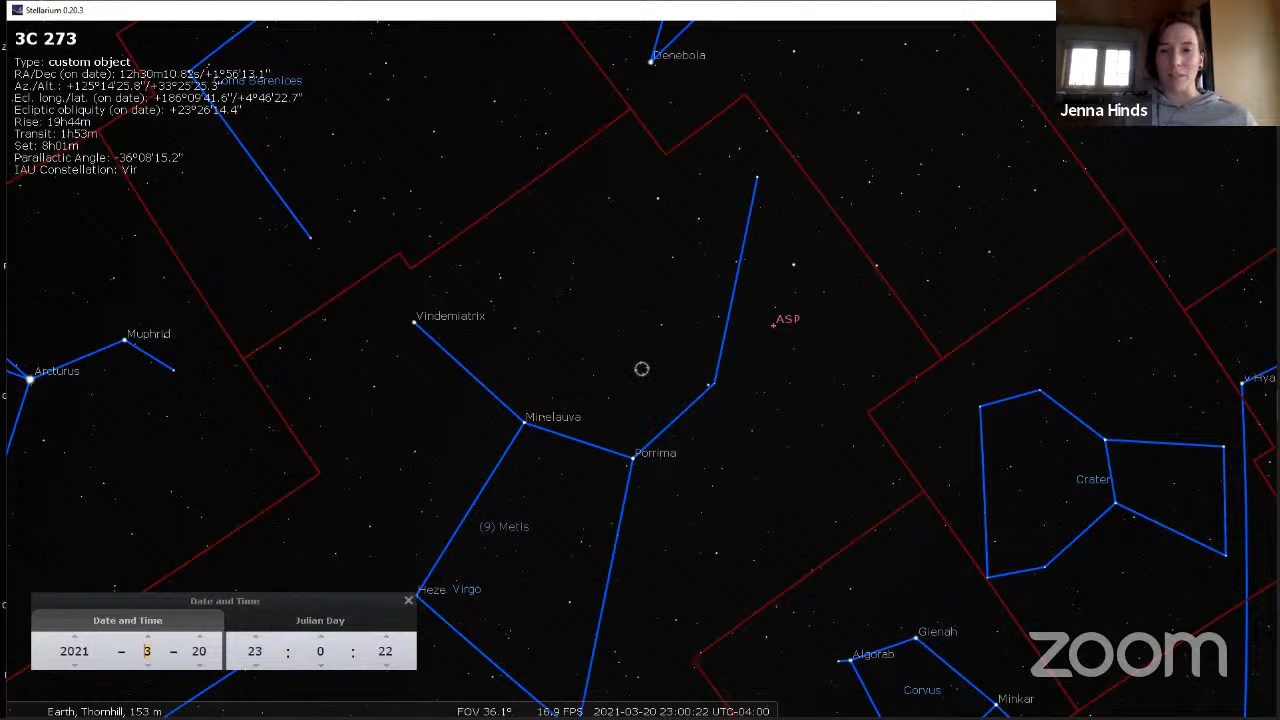 Stellarium 0.20.3
3C 273
Type: custom object
RA/Dec (on date): 12h30m10.82s/+1°56'13.1"
Az./Alt.: +125°14'25.8"/+33°25'25.3"
Ecl. long./lat. (on date): +186°09'41.6"/+4°46'22.7"
Ecliptic obliquity (on date): +23°26'14.4"
Rise: 19h44m
Transit: 1h53m
Set: 8h01m
Parallactic Angle: -36°08'15.2"
IAU Constellation: Vir
Berenices
Denebola
Jenna Hinds
Vindemiatrix
ASP
Muphrid
Arcturus
ν Hya
Minelauva
Porrima
Crater
(9) Metis
Heze
Virgo
Gienah
Algorab
Corvus
Minkar
Date and Time
Date and Time
Julian Day
2021 - 3 - 20
23 : 0 : 22
zoom
Earth, Thornhill, 153 m
FOV 36.1°
16.9 FPS
2021-03-20 23:00:22 UTC-04:00